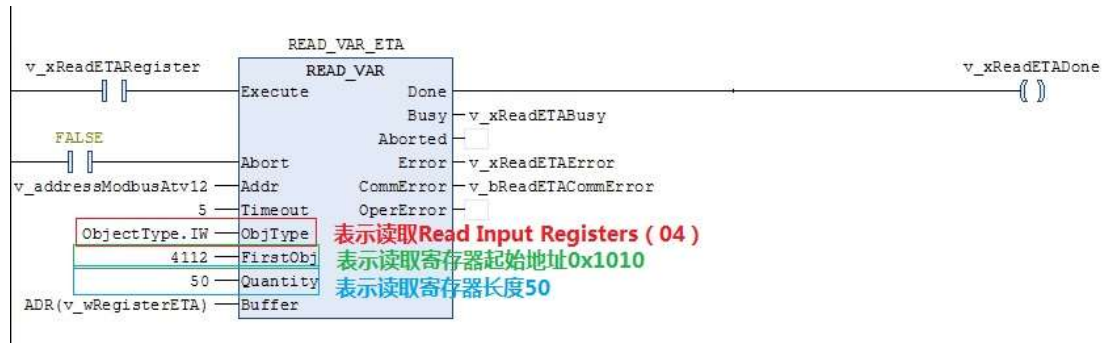 READ_VAR_ETA
v_xReadETARegister
READ_VAR
v_xReadETADone
Execute
Done
Busy
v_xReadETABusy
FALSE
Aborted
Abort
Error
v_xReadETAError
v_addressModbusAtv12
Addr
CommError
v_bReadETACommError
5
Timeout
OperError
ObjectType.IW
ObjType
表示读取Read Input Registers（04）
4112
FirstObj
表示读取寄存器起始地址0x1010
50
Quantity
表示读取寄存器长度50
ADR(v_wRegisterETA)
Buffer